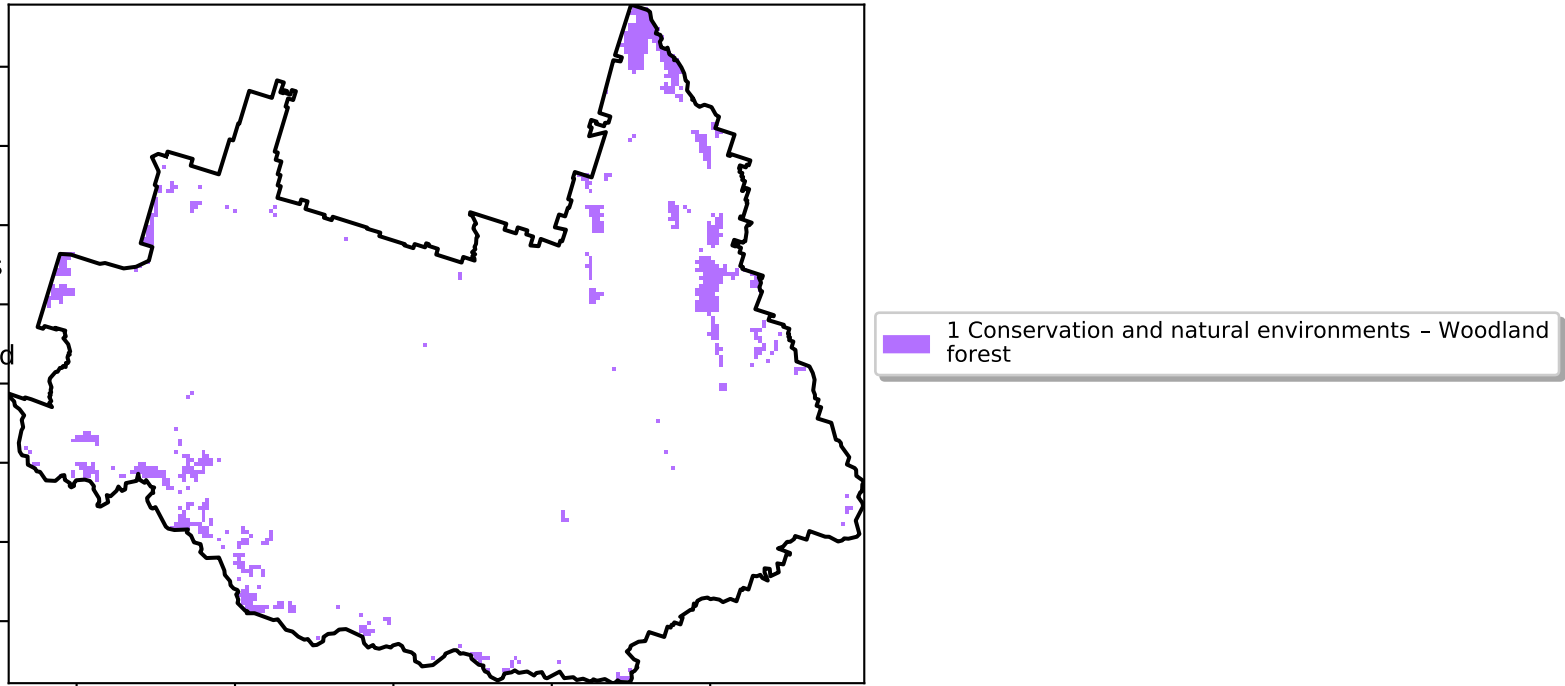 1 Conservation and natural environments – Woodland
forest
d